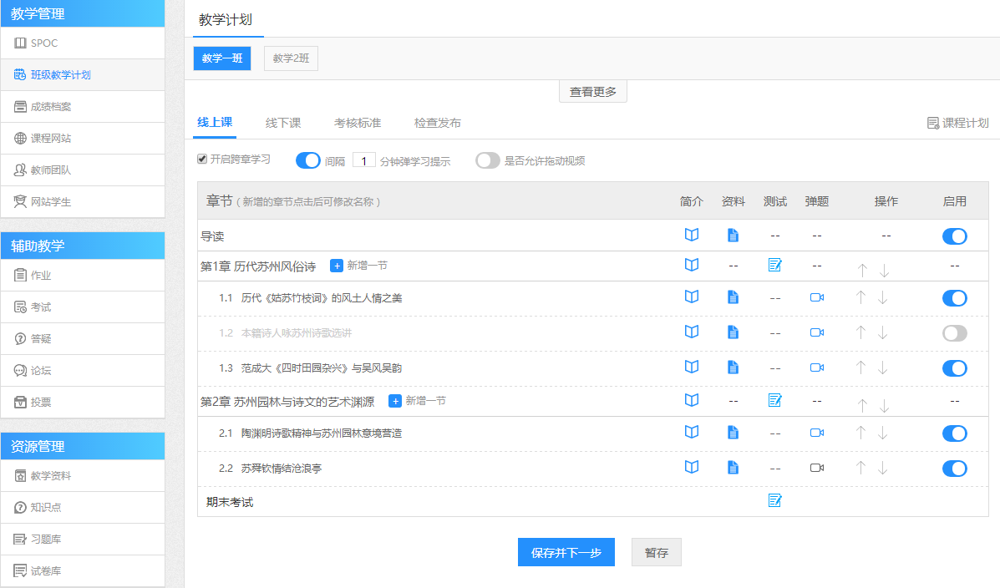 教学管理
SPOC
班级教学计划
成绩档案
课程网站
教师团队
网站学生
辅助教学
作业
考试
答疑
论坛
投票
资源管理
教学资料
知识点
习题库
试卷库
教学计划
教学一班 教学2班
查看更多
线上课 线下课 考核标准 检查发布 课程计划
开启跨章学习 间隔 1 分钟弹学习提示 是否允许拖动视频
章节（新增的章节点击后可修改名称） 简介 资料 测试 弹题 操作 启用
导读 -- -- --
第1章 历代苏州风俗诗 + 新增一节 -- -- --
1.1 历代《姑苏竹枝词》的风土人情之美 --
1.2 本籍诗人咏苏州诗歌选讲 --
1.3 范成大《四时田园杂兴》与吴风吴韵 --
第2章 苏州园林与诗文的艺术渊源 + 新增一节 -- -- --
2.1 陶渊明诗歌精神与苏州园林意境营造 --
2.2 苏舜钦情结沧浪亭 --
期末考试
保存并下一步 暂存